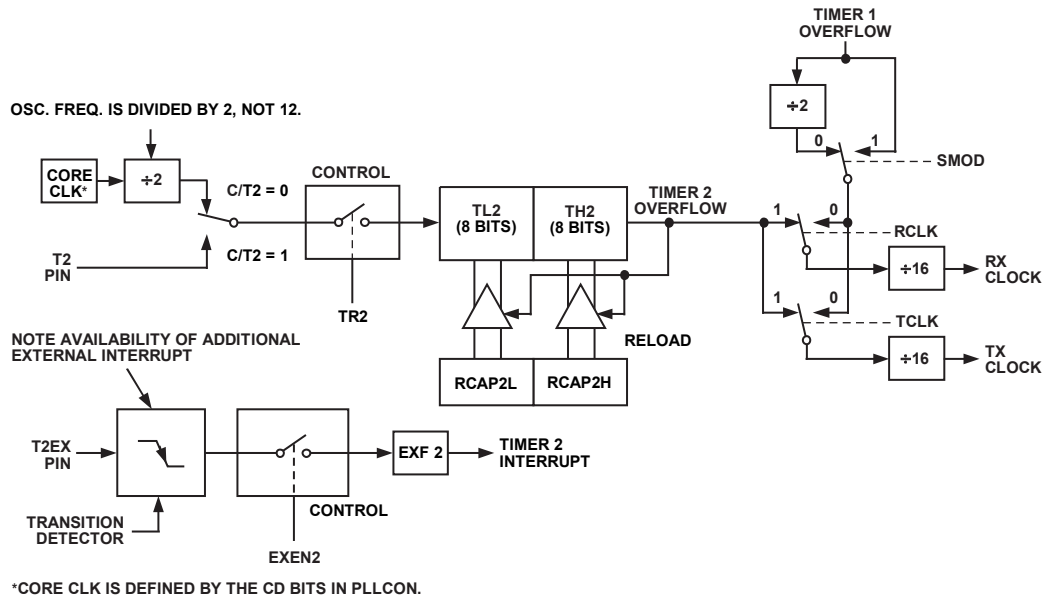 TIMER 1
OVERFLOW
÷2
0
1
SMOD
OSC. FREQ. IS DIVIDED BY 2, NOT 12.
CORE
CLK*
÷2
C/T2 = 0
C/T2 = 1
T2
PIN
CONTROL
TR2
TL2
(8 BITS)
TH2
(8 BITS)
TIMER 2
OVERFLOW
RELOAD
RCAP2L
RCAP2H
1
0
RCLK
÷16
RX
CLOCK
1
0
TCLK
÷16
TX
CLOCK
NOTE AVAILABILITY OF ADDITIONAL
EXTERNAL INTERRUPT
T2EX
PIN
TRANSITION
DETECTOR
CONTROL
EXEN2
EXF 2
TIMER 2
INTERRUPT
*CORE CLK IS DEFINED BY THE CD BITS IN PLLCON.